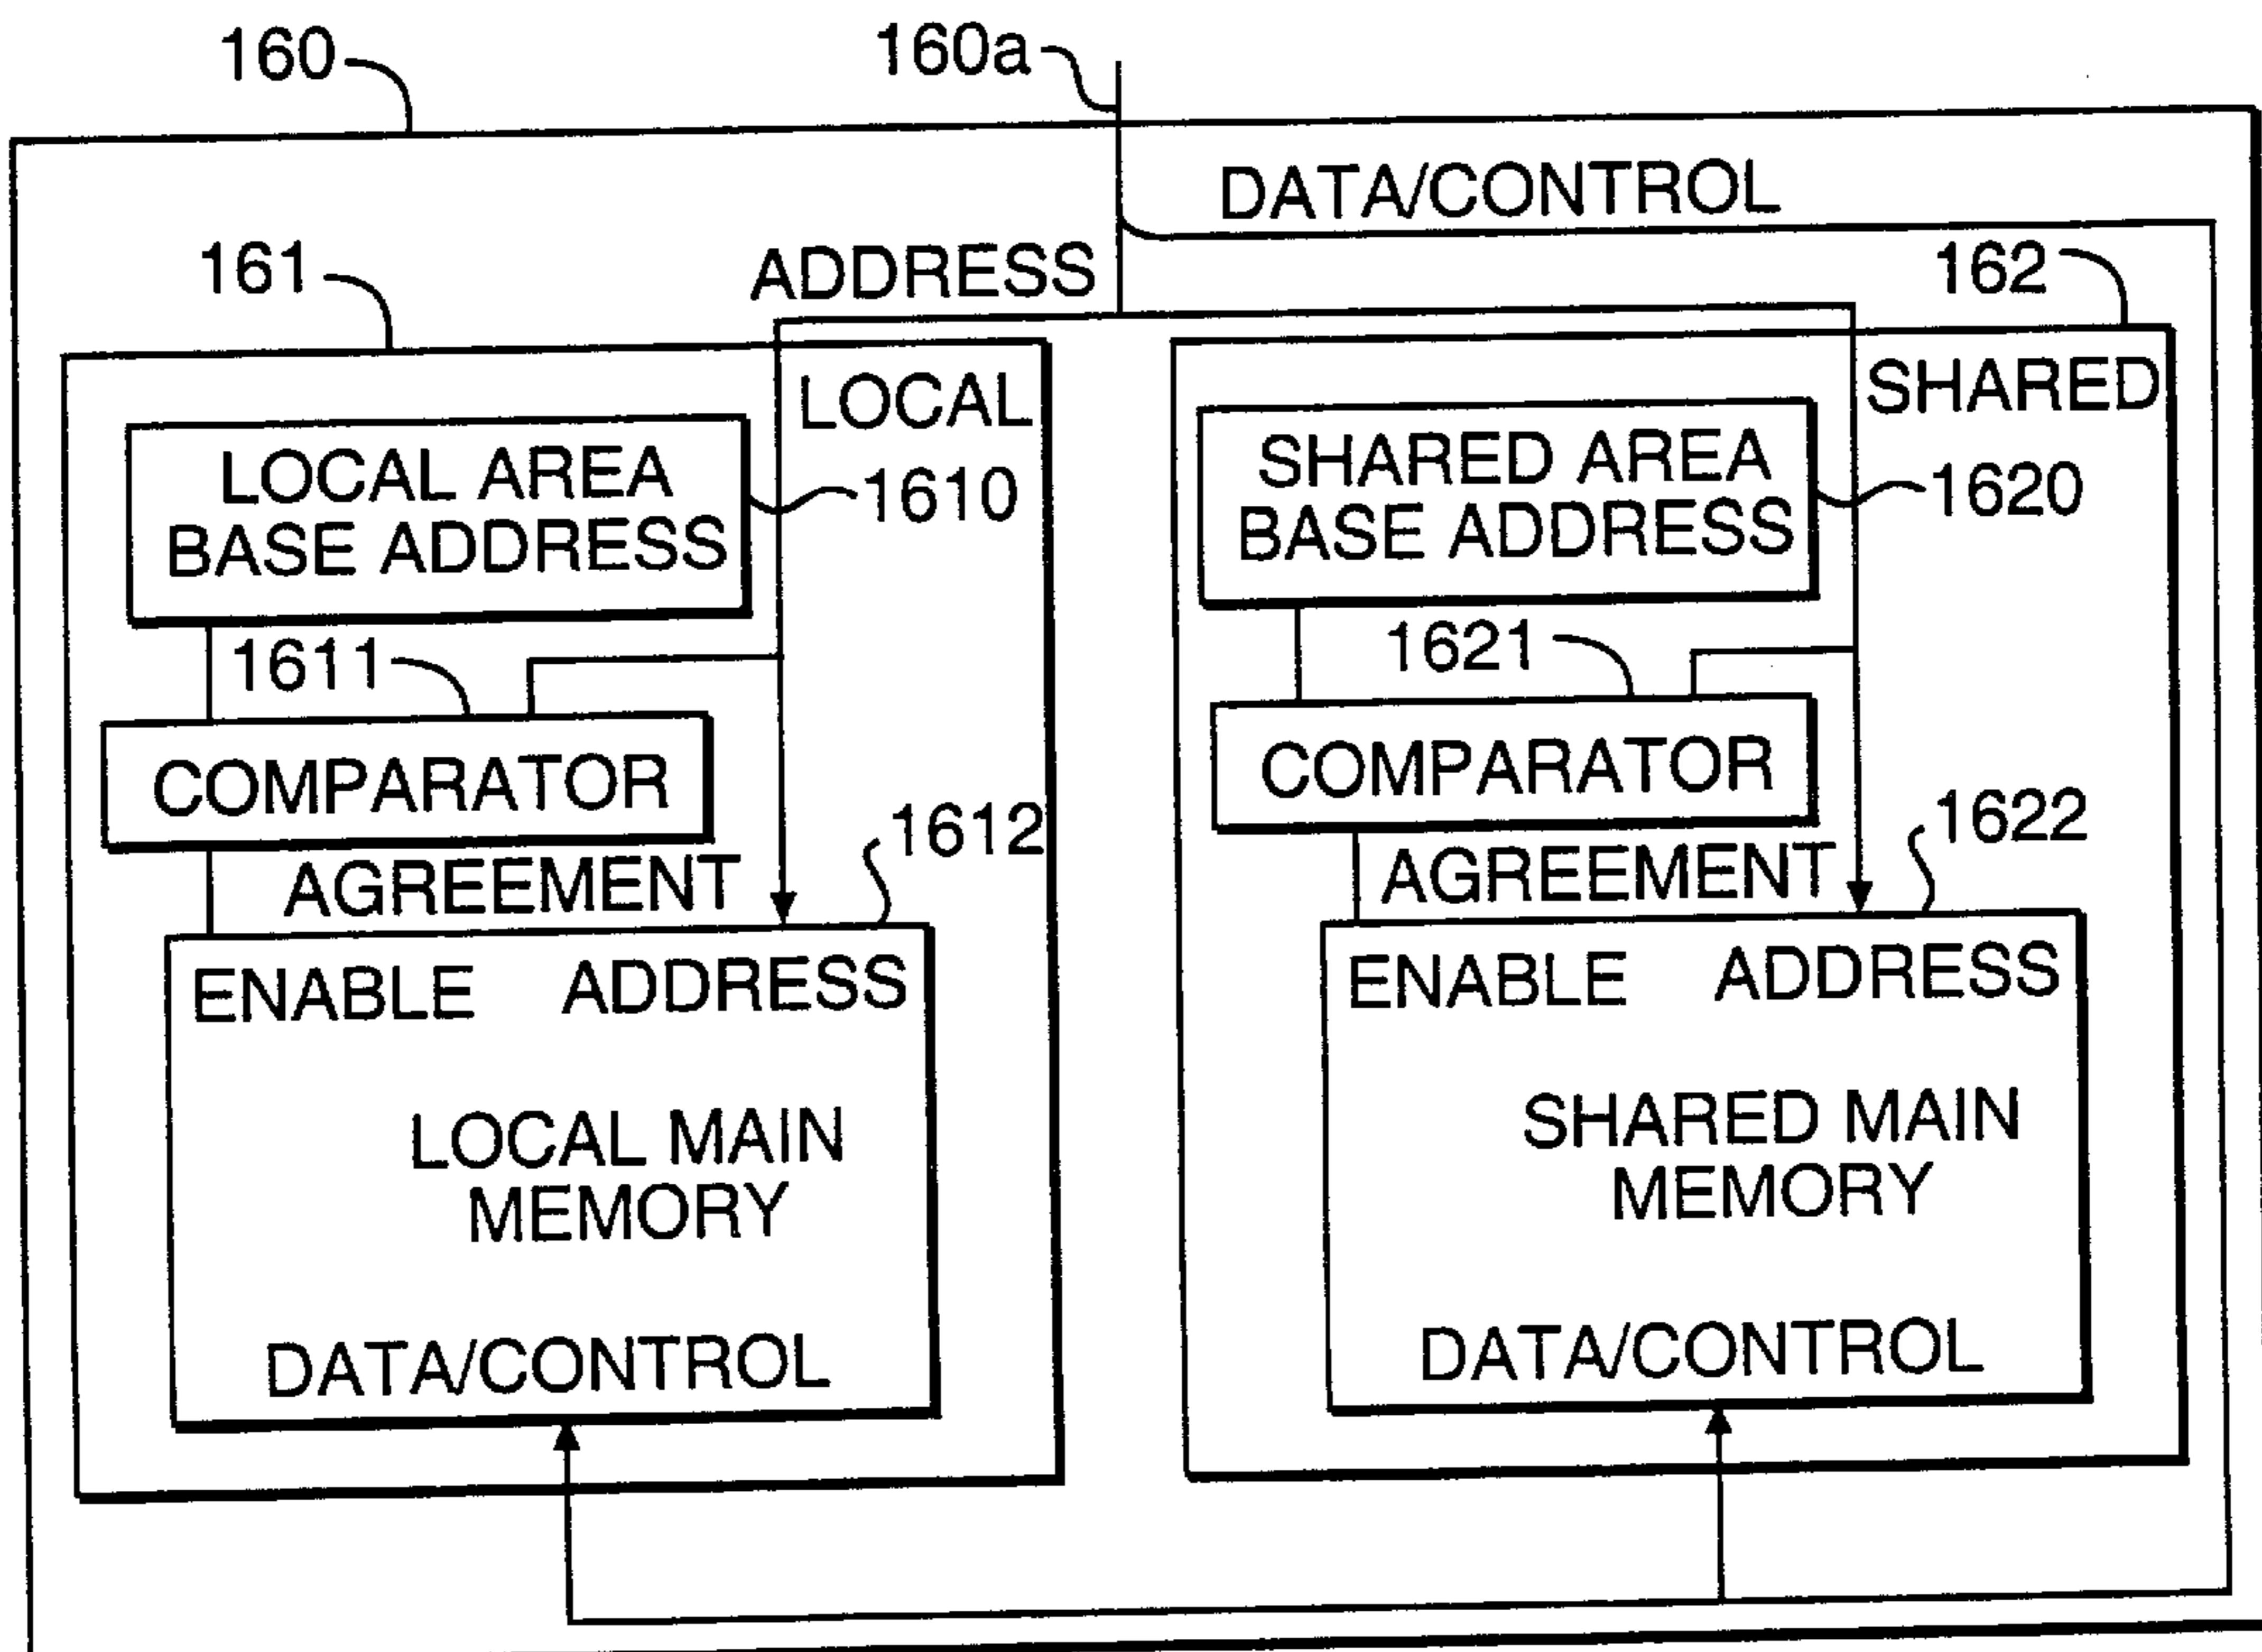 160
160a
DATA/CONTROL
ADDRESS
161
162
LOCAL
LOCAL AREA
BASE ADDRESS
1610
1611
COMPARATOR
AGREEMENT
1612
ENABLE ADDRESS
LOCAL MAIN
MEMORY
DATA/CONTROL
SHARED
SHARED AREA
BASE ADDRESS
1620
1621
COMPARATOR
AGREEMENT
1622
ENABLE ADDRESS
SHARED MAIN
MEMORY
DATA/CONTROL